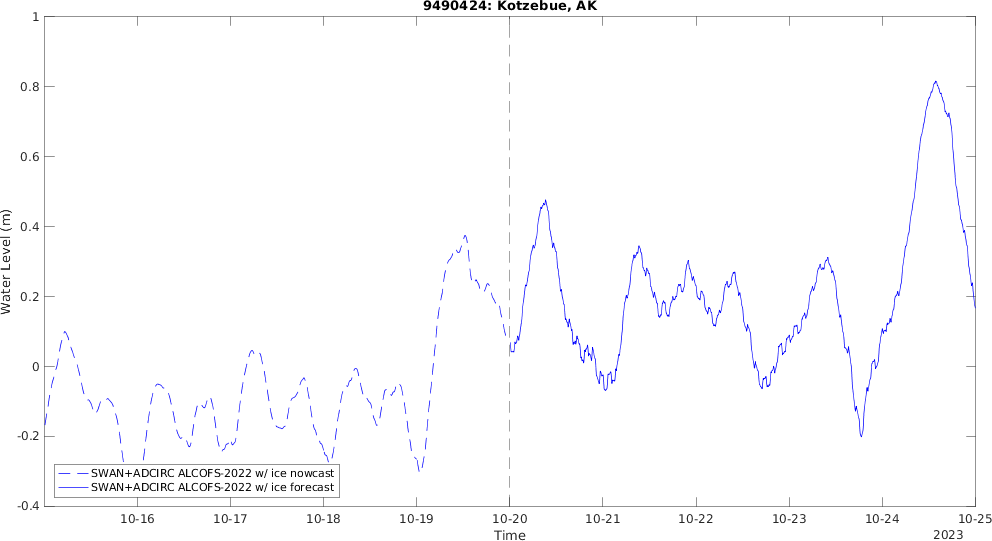 9490424: Kotzebue, AK
1
0.8
0.6
0.4
0.2
0
-0.2
-0.4
Water Level (m)
SWAN+ADCIRC ALCOFS-2022 w/ ice nowcast
SWAN+ADCIRC ALCOFS-2022 w/ ice forecast
10-16 10-17 10-18 10-19 10-20 10-21 10-22 10-23 10-24 10-25
Time
2023